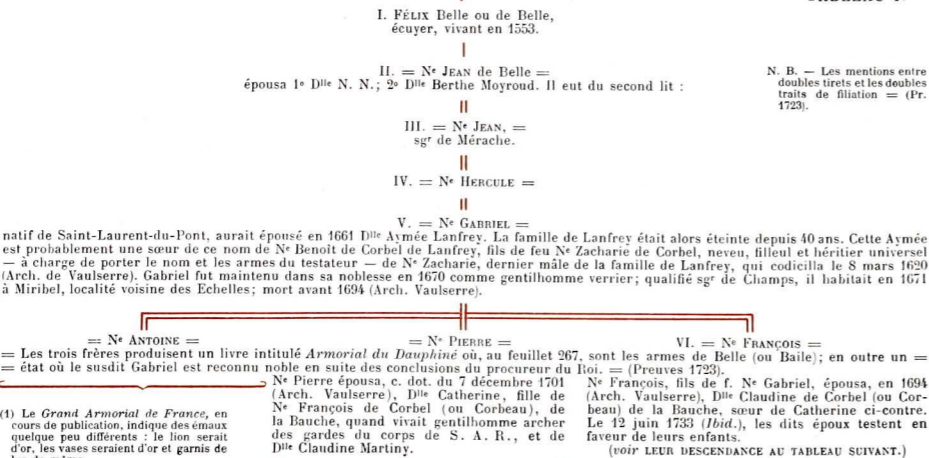 I. FÉLIX Belle ou de Belle,
écuyer, vivant en 1553.
II. = Nᵉ JEAN de Belle =
épousa 1º Dˡˡᵉ N. N.; 2º Dˡˡᵉ Berthe Moyroud. Il eut du second lit :
N. B. — Les mentions entre
doubles tirets et les doubles
traits de filiation = (Pr.
1723).
III. = Nᵉ JEAN, =
sgʳ de Mérache.
IV. = Nᵉ HERCULE =
V. = Nᵉ GABRIEL =
natif de Saint-Laurent-du-Pont, aurait épousé en 1661 Dˡˡᵉ Aymée Lanfrey. La famille de Lanfrey était alors éteinte depuis 40 ans. Cette Aymée
est probablement une sœur de ce nom de Nᵉ Benoît de Corbel de Lanfrey, fils de feu Nᵉ Zacharie de Corbel, neveu, filleul et héritier universel
— à charge de porter le nom et les armes du testateur — de Nᵉ Zacharie, dernier mâle de la famille de Lanfrey, qui codicilla le 8 mars 1620
(Arch. de Vaulserre). Gabriel fut maintenu dans sa noblesse en 1670 comme gentilhomme verrier; qualifié sgʳ de Champs, il habitait en 1671
à Miribel, localité voisine des Echelles; mort avant 1694 (Arch. Vaulserre).
= Nᵉ ANTOINE =
= Nᵉ PIERRE =
VI. = Nᵉ FRANÇOIS =
= Les trois frères produisent un livre intitulé Armorial du Dauphiné où, au feuillet 267, sont les armes de Belle (ou Baile); en outre un =
= état où le susdit Gabriel est reconnu noble en suite des conclusions du procureur du Roi. = (Preuves 1723).
Nᵉ Pierre épousa, c. dot. du 7 décembre 1701
(Arch. Vaulserre), Dˡˡᵉ Catherine, fille de
Nᵉ François de Corbel (ou Corbeau), de
la Bauche, quand vivait gentilhomme archer
des gardes du corps de S. A. R., et de
Dˡˡᵉ Claudine Martiny.
Nᵉ François, fils de f. Nᵉ Gabriel, épousa, en 1694
(Arch. Vaulserre), Dˡˡᵉ Claudine de Corbel (ou Cor-
beau) de la Bauche, sœur de Catherine ci-contre.
Le 12 juin 1733 (Ibid.), les dits époux testent en
faveur de leurs enfants.
(voir LEUR DESCENDANCE AU TABLEAU SUIVANT.)
(1) Le Grand Armorial de France, en
cours de publication, indique des émaux
quelque peu différents : le lion serait
d'or, les vases seraient d'or et garnis de